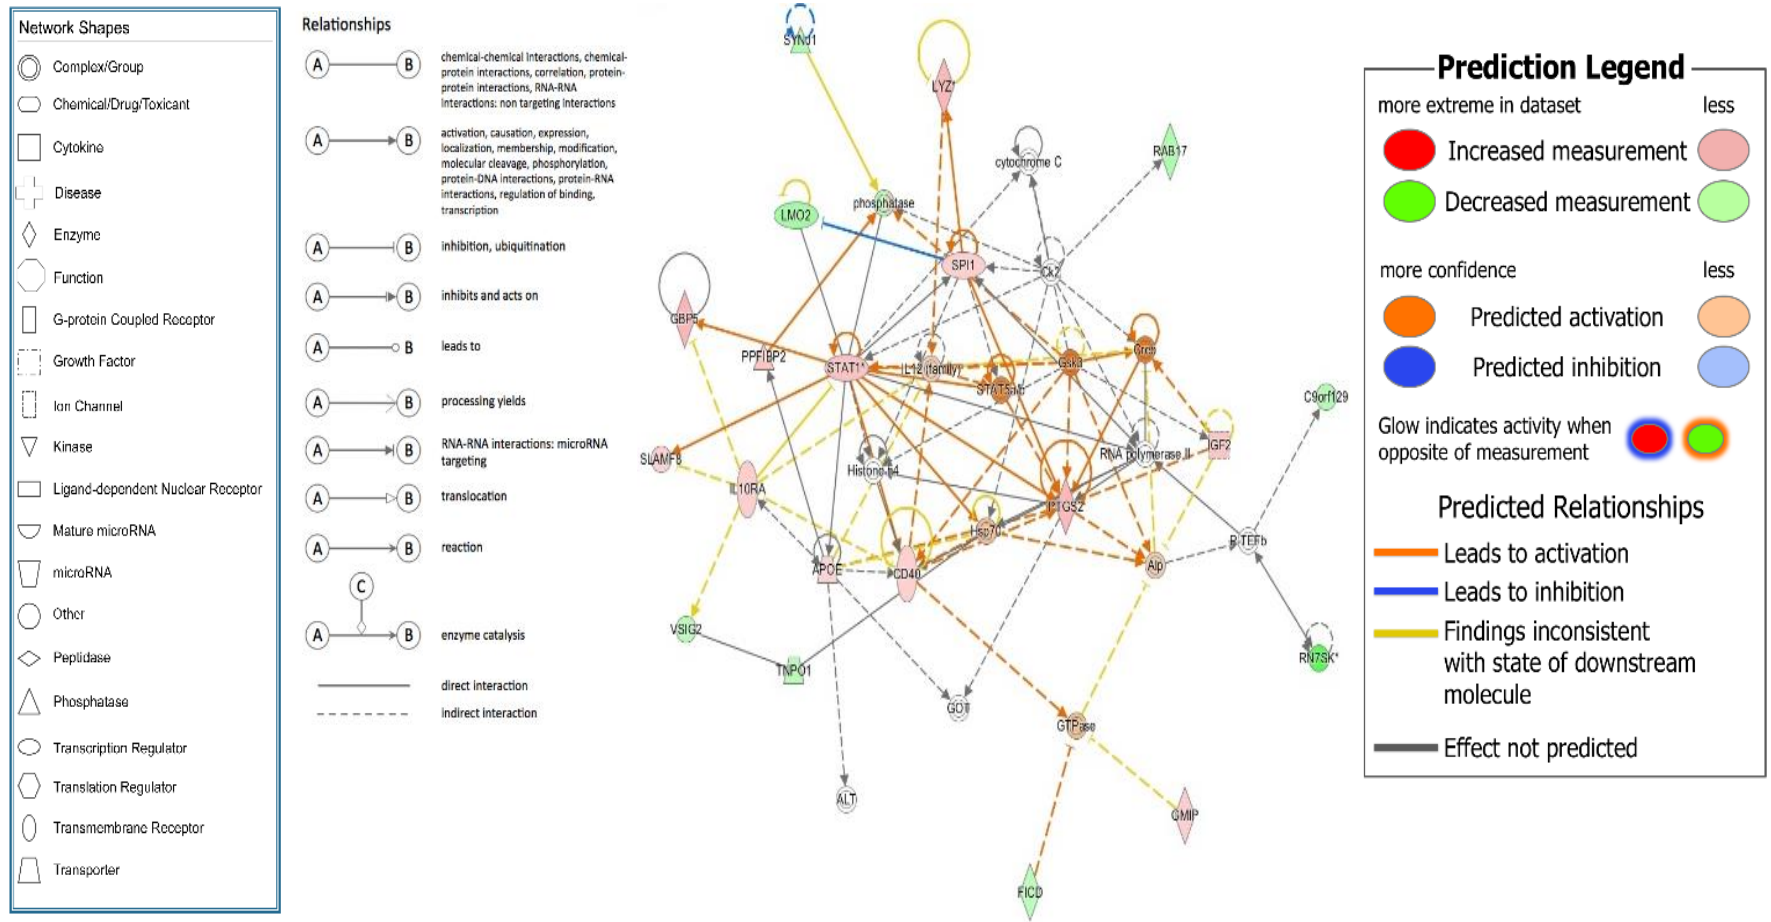 Network Shapes
Complex/Group
Chemical/Drug/Toxicant
Cytokine
Disease
Enzyme
Function
G-protein Coupled Receptor
Growth Factor
Ion Channel
Kinase
Ligand-dependent Nuclear Receptor
Mature microRNA
microRNA
Other
Peptidase
Phosphatase
Transcription Regulator
Translation Regulator
Transmembrane Receptor
Transporter
Relationships
A B chemical-chemical Interactions, chemical-
protein interactions, correlation, protein-
protein interactions, RNA-RNA
Interactions: non targeting interactions
A B activation, causation, expression,
localization, membership, modification,
molecular cleavage, phosphorylation,
protein-DNA interactions, protein-RNA
interactions, regulation of binding,
transcription
A B inhibition, ubiquitination
A B inhibits and acts on
A B leads to
A B processing yields
A B RNA-RNA interactions: microRNA
targeting
A B translocation
A B reaction
C
A B enzyme catalysis
direct interaction
indirect interaction
SYNJ1
LYZ*
cytochrome C
RAB17
phosphatase
LMO2
SPI1
Ck2
GBP5
PPFIBP2
STAT1*
IL12 (family)
Gsk3
Creb
STAT5a/b
C9orf129
SLAMF8
IL10RA
Histone h4
RNA polymerase II
IGF2
PTGS2
Hsp70
P-TEFb
APOE
CD40
Alp
VSIG2
TNPO1
RN7SK*
GOT
GTPase
ALT
GMIP
FICD
Prediction Legend
more extreme in dataset less
Increased measurement
Decreased measurement
more confidence less
Predicted activation
Predicted inhibition
Glow indicates activity when
opposite of measurement
Predicted Relationships
Leads to activation
Leads to inhibition
Findings inconsistent
with state of downstream
molecule
Effect not predicted